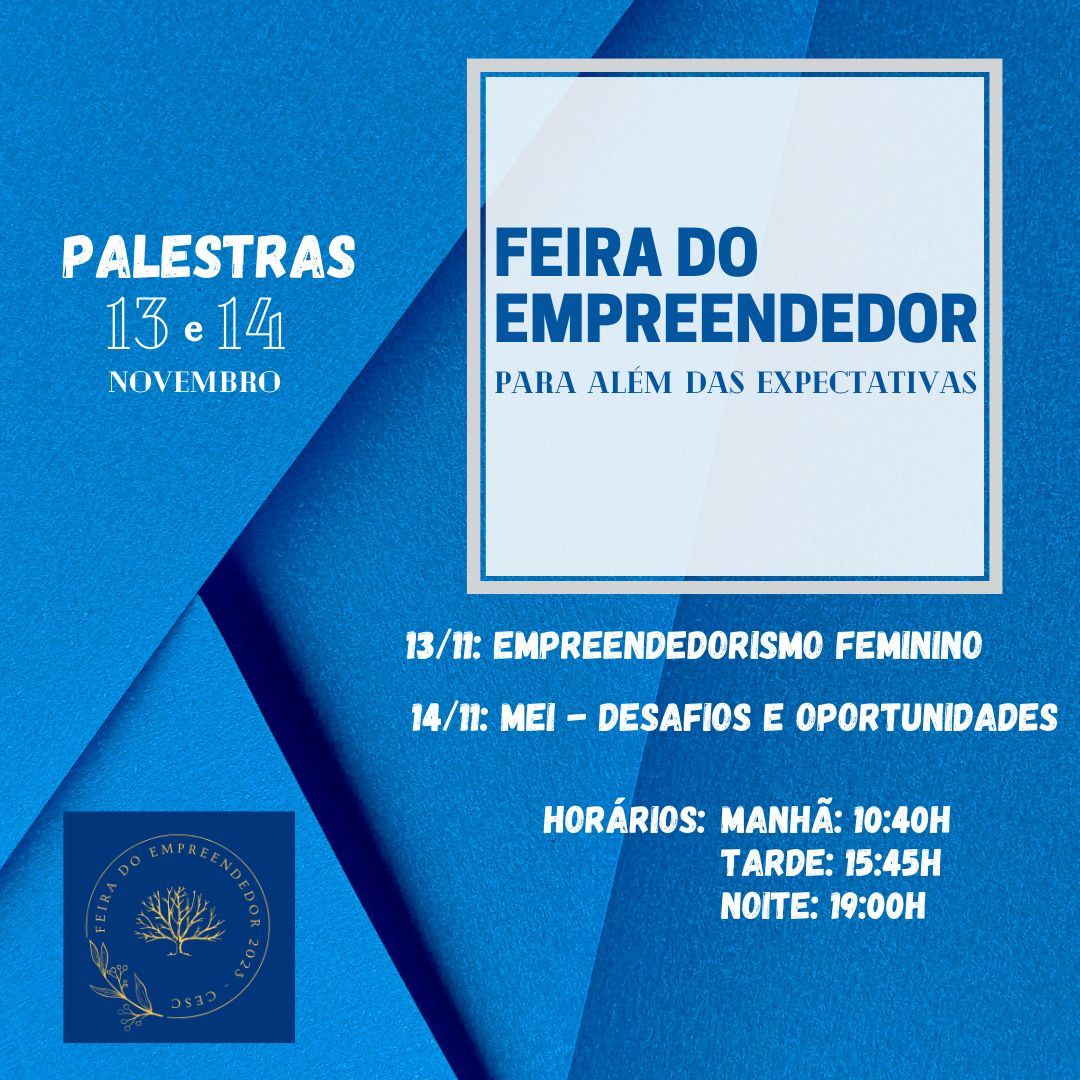 PALESTRAS
13 e 14
NOVEMBRO
FEIRA DO
EMPREENDEDOR
PARA ALÉM DAS EXPECTATIVAS
13/11: EMPREENDEDORISMO FEMININO
14/11: MEI – DESAFIOS E OPORTUNIDADES
HORÁRIOS: MANHÃ: 10:40H
TARDE: 15:45H
NOITE: 19:00H
FEIRA DO EMPREENDEDOR 2023 - CESC